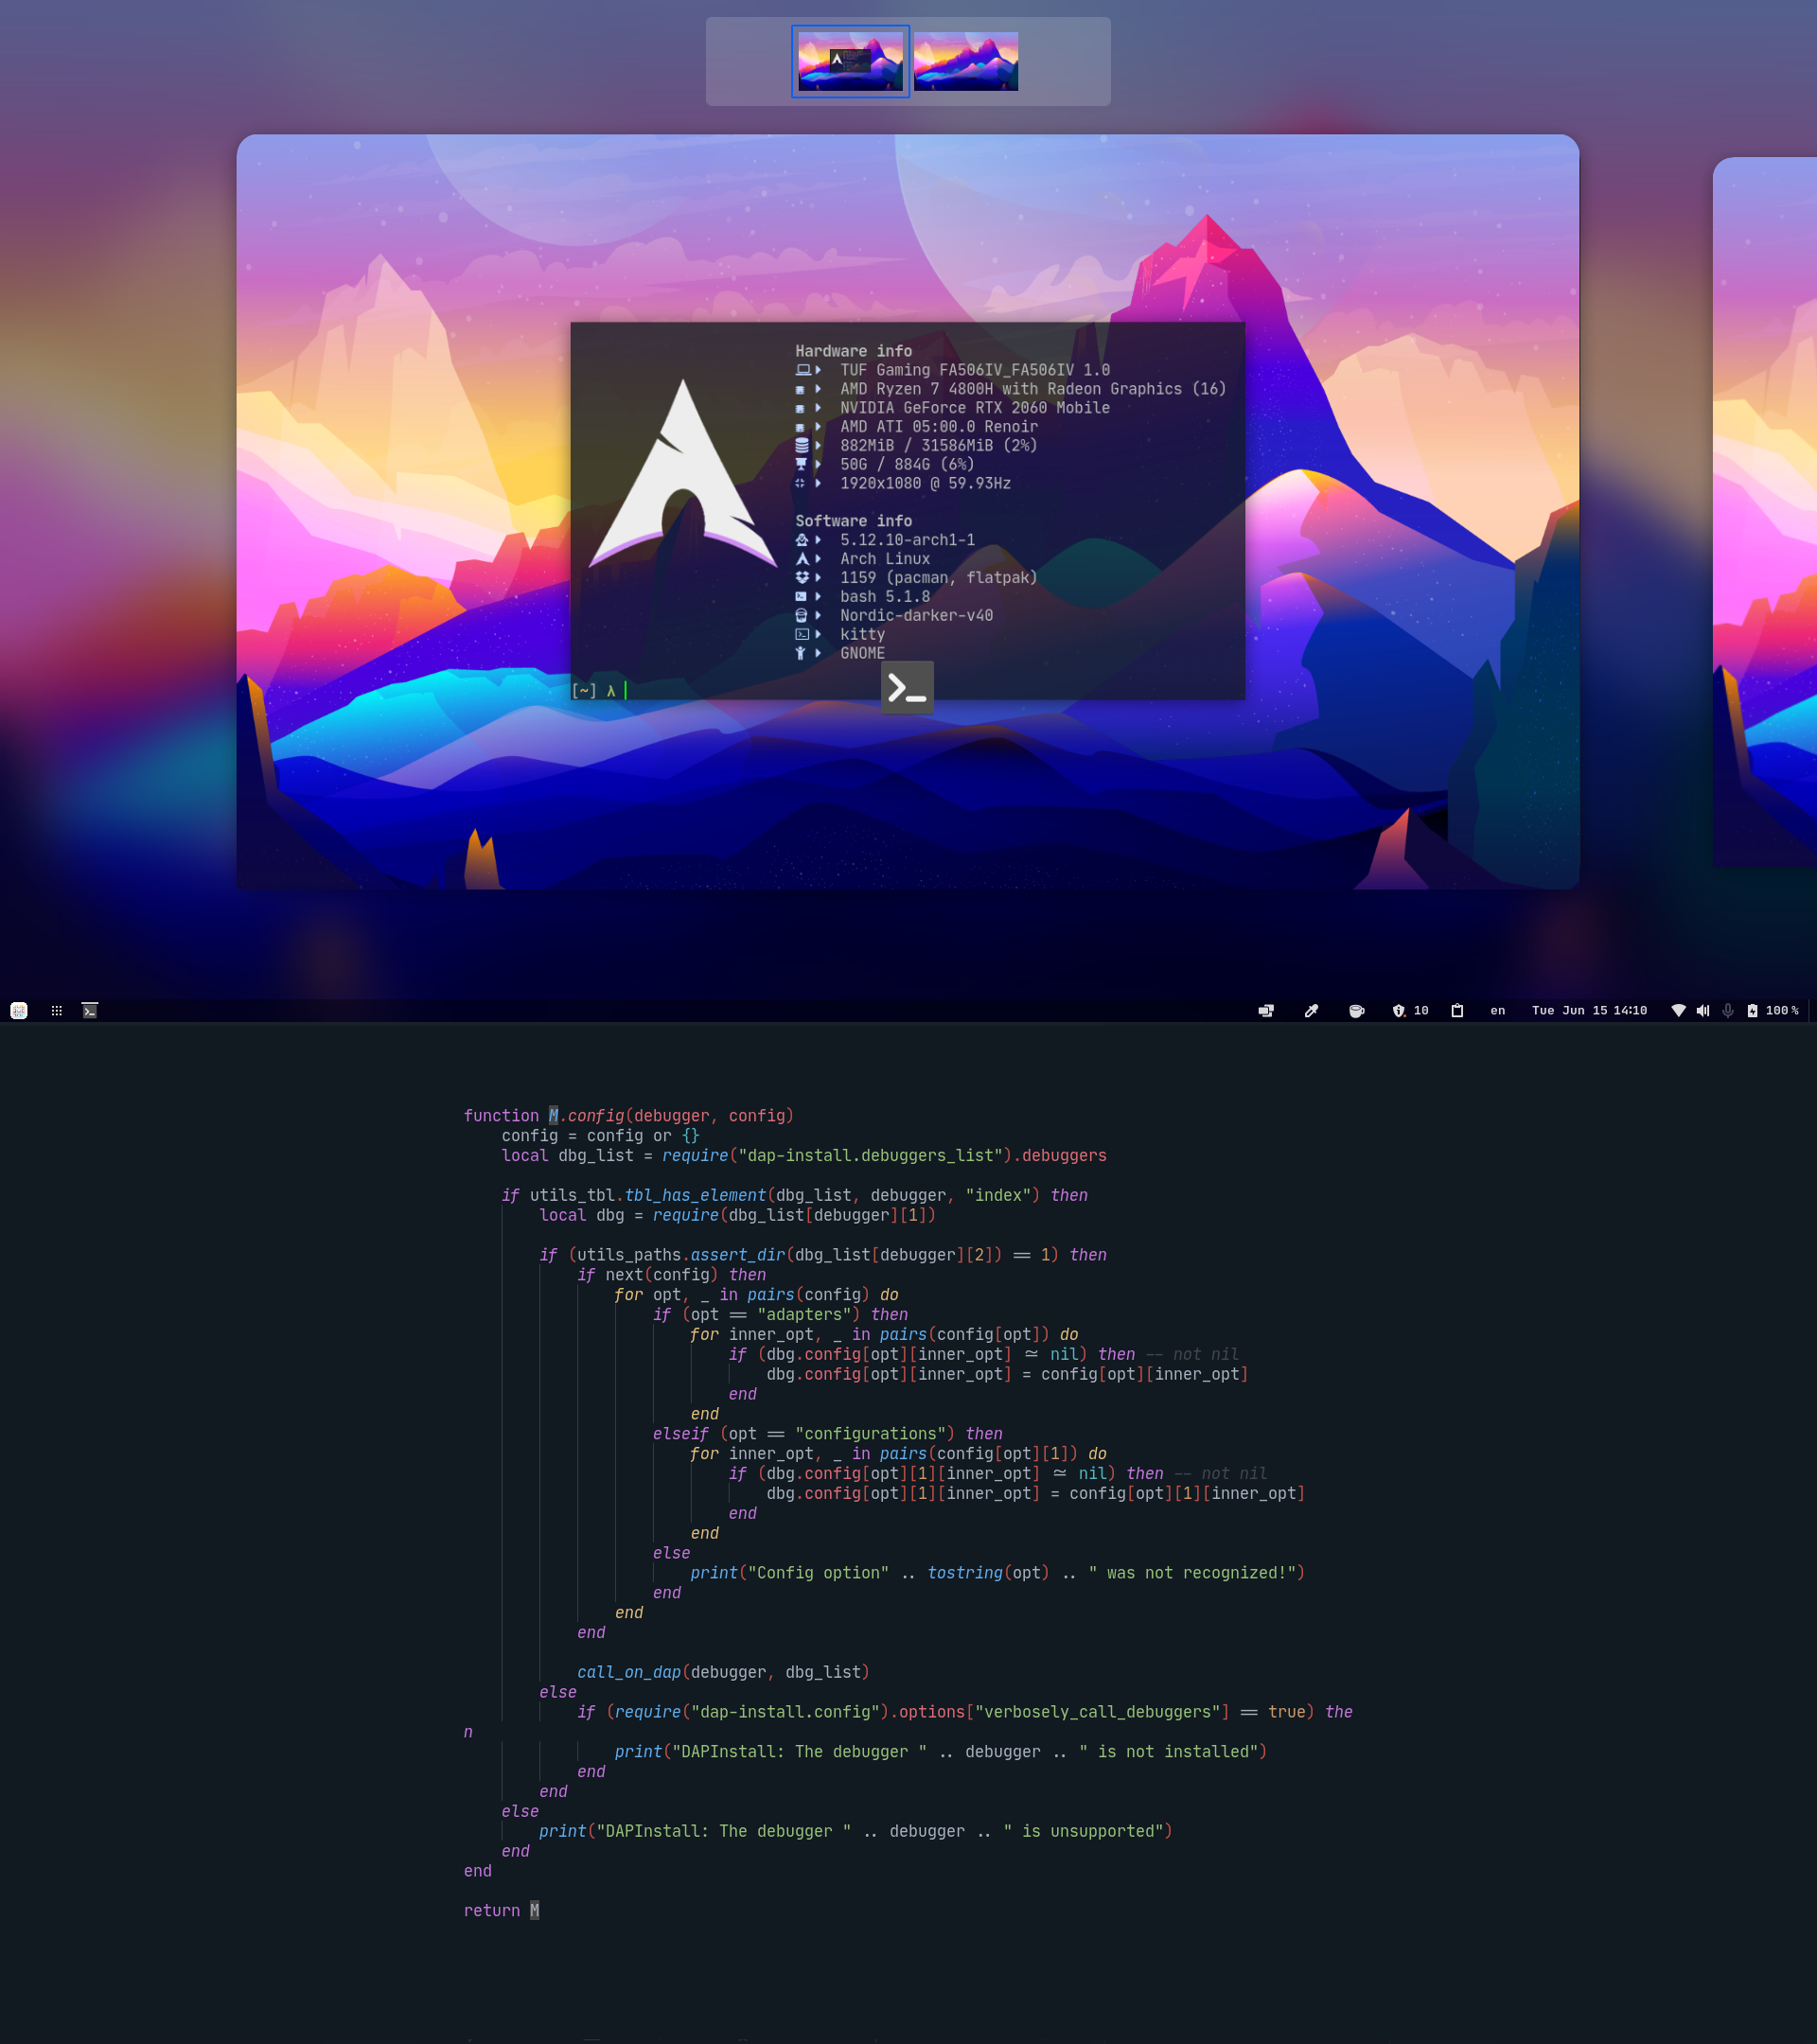 Hardware info
TUF Gaming FA506IV_FA506IV 1.0
AMD Ryzen 7 4800H with Radeon Graphics (16)
NVIDIA GeForce RTX 2060 Mobile
AMD ATI 05:00.0 Renoir
882MiB / 31586MiB (2%)
50G / 884G (6%)
1920x1080 @ 59.93Hz
Software info
5.12.10-arch1-1
Arch Linux
1159 (pacman, flatpak)
bash 5.1.8
Nordic-darker-v40
kitty
GNOME
[~] λ
10 en Tue Jun 15 14:10 100 %
function M.config(debugger, config)
    config = config or {}
    local dbg_list = require("dap-install.debuggers_list").debuggers
    if utils_tbl.tbl_has_element(dbg_list, debugger, "index") then
        local dbg = require(dbg_list[debugger][1])
        if (utils_paths.assert_dir(dbg_list[debugger][2]) == 1) then
            if next(config) then
                for opt, _ in pairs(config) do
                    if (opt == "adapters") then
                        for inner_opt, _ in pairs(config[opt]) do
                            if (dbg.config[opt][inner_opt] ~= nil) then -- not nil
                                dbg.config[opt][inner_opt] = config[opt][inner_opt]
                            end
                        end
                    elseif (opt == "configurations") then
                        for inner_opt, _ in pairs(config[opt][1]) do
                            if (dbg.config[opt][1][inner_opt] ~= nil) then -- not nil
                                dbg.config[opt][1][inner_opt] = config[opt][1][inner_opt]
                            end
                        end
                    else
                        print("Config option" .. tostring(opt) .. " was not recognized!")
                    end
                end
            end
            call_on_dap(debugger, dbg_list)
        else
            if (require("dap-install.config").options["verbosely_call_debuggers"] == true) the
n
                print("DAPInstall: The debugger " .. debugger .. " is not installed")
            end
        end
    else
        print("DAPInstall: The debugger " .. debugger .. " is unsupported")
    end
end
return M